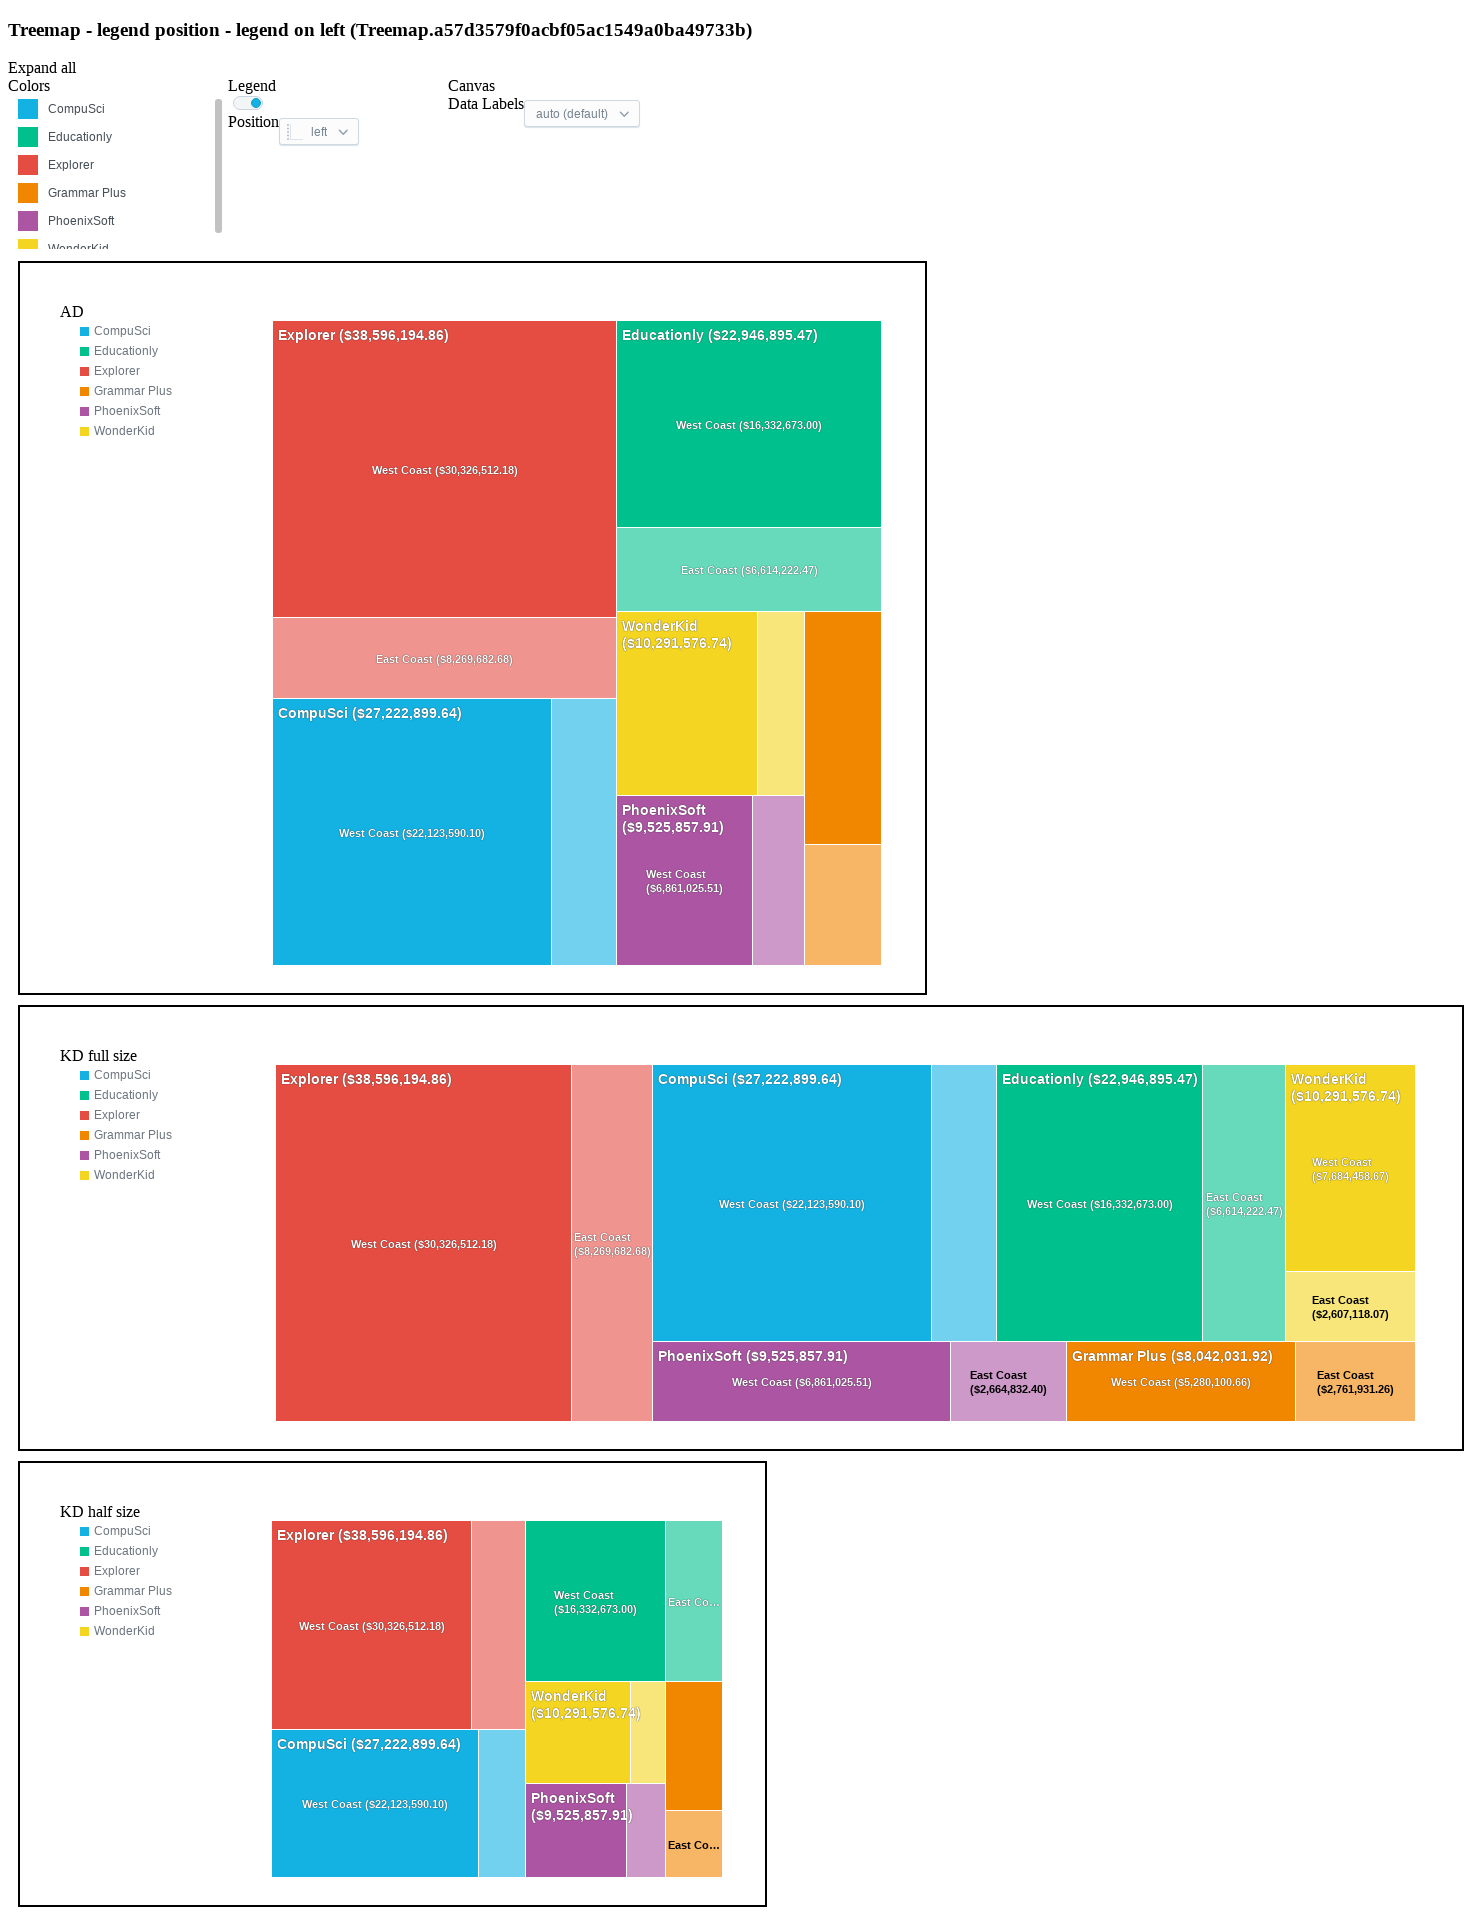 Treemap - legend position - legend on left (Treemap.a57d3579f0acbf05ac1549a0ba49733b)
Expand all
Colors
CompuSci
Educationly
Explorer
Grammar Plus
PhoenixSoft
WonderKid
Legend
Position
left
Canvas
Data Labels
auto (default)
AD
CompuSci
Educationly
Explorer
Grammar Plus
PhoenixSoft
WonderKid
Explorer ($38,596,194.86)
West Coast ($30,326,512.18)
East Coast ($8,269,682.68)
CompuSci ($27,222,899.64)
West Coast ($22,123,590.10)
Educationly ($22,946,895.47)
West Coast ($16,332,673.00)
East Coast ($6,614,222.47)
WonderKid
($10,291,576.74)
PhoenixSoft
($9,525,857.91)
West Coast
($6,861,025.51)
KD full size
CompuSci
Educationly
Explorer
Grammar Plus
PhoenixSoft
WonderKid
Explorer ($38,596,194.86)
West Coast ($30,326,512.18)
East Coast
($8,269,682.68)
CompuSci ($27,222,899.64)
West Coast ($22,123,590.10)
Educationly ($22,946,895.47)
West Coast ($16,332,673.00)
East Coast
($6,614,222.47)
WonderKid
($10,291,576.74)
West Coast
($7,684,458.67)
East Coast
($2,607,118.07)
PhoenixSoft ($9,525,857.91)
West Coast ($6,861,025.51)
East Coast
($2,664,832.40)
Grammar Plus ($8,042,031.92)
West Coast ($5,280,100.66)
East Coast
($2,761,931.26)
KD half size
CompuSci
Educationly
Explorer
Grammar Plus
PhoenixSoft
WonderKid
Explorer ($38,596,194.86)
West Coast ($30,326,512.18)
CompuSci ($27,222,899.64)
West Coast ($22,123,590.10)
West Coast
($16,332,673.00)
East Co…
WonderKid
($10,291,576.74)
PhoenixSoft
($9,525,857.91)
East Co…